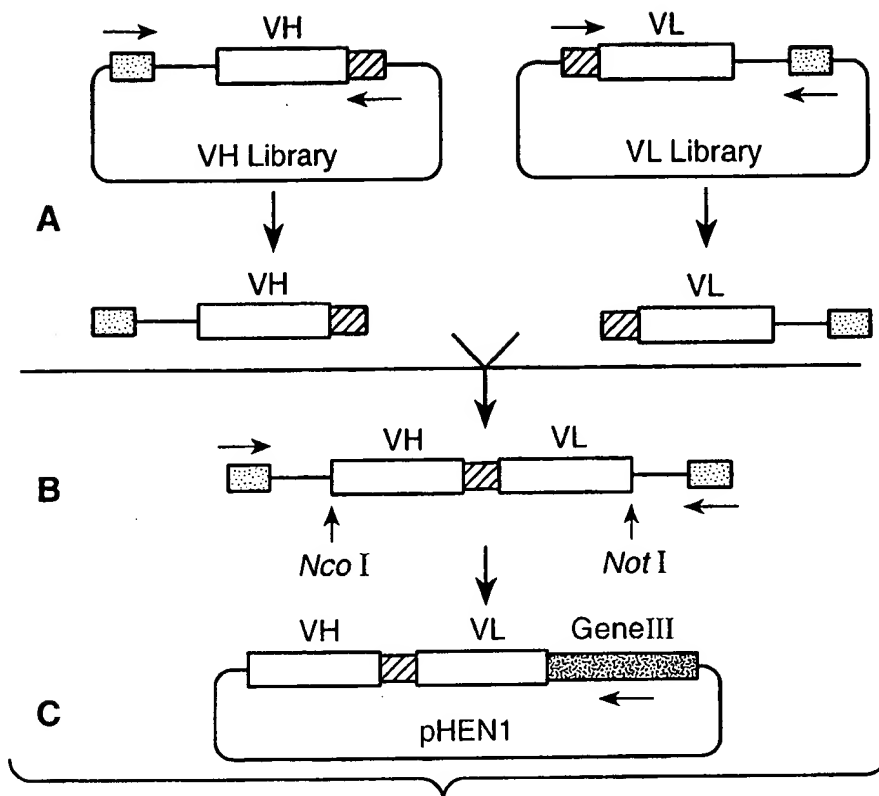 VH
VL
VH Library
VL Library
A
VH
VL
VH
VL
B
Nco I
Not I
VH
VL
GeneIII
C
pHEN1